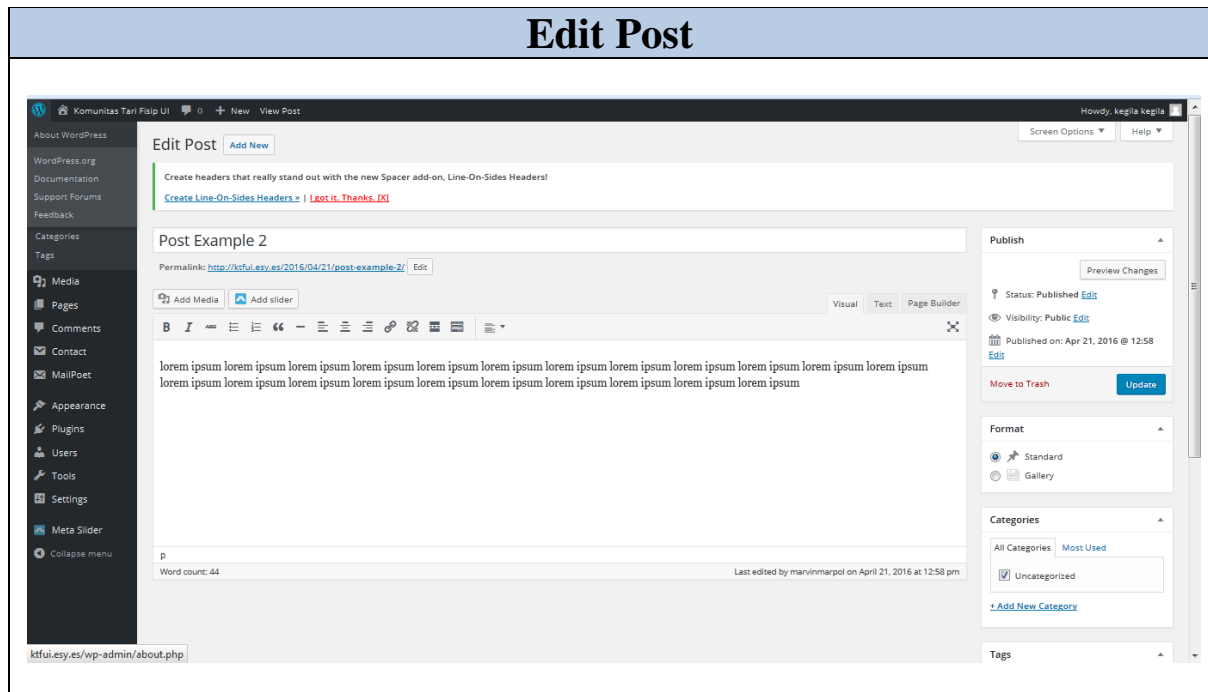 Edit Post
Komunitas Tari Fisip UI 0 + New View Post Howdy, kegila kegila
About WordPress
WordPress.org
Documentation
Support Forums
Feedback
Categories
Tags
Media
Pages
Comments
Contact
MailPoet
Appearance
Plugins
Users
Tools
Settings
Meta Slider
Collapse menu
Screen Options ▼ Help ▼
Edit Post Add New
Create headers that really stand out with the new Spacer add-on, Line-On-Sides Headers!
Create Line-On-Sides Headers » | I got it. Thanks. [X]
Post Example 2
Permalink: http://ktfui.esy.es/2016/04/21/post-example-2/ Edit
Add Media Add slider Visual Text Page Builder
B I ABC
lorem ipsum lorem ipsum lorem ipsum lorem ipsum lorem ipsum lorem ipsum lorem ipsum lorem ipsum lorem ipsum lorem ipsum lorem ipsum lorem ipsum
lorem ipsum lorem ipsum lorem ipsum lorem ipsum lorem ipsum lorem ipsum lorem ipsum lorem ipsum lorem ipsum lorem ipsum
p
Word count: 44 Last edited by marvinmarpol on April 21, 2016 at 12:58 pm
Publish
Preview Changes
Status: Published Edit
Visibility: Public Edit
Published on: Apr 21, 2016 @ 12:58
Edit
Move to Trash Update
Format
Standard
Gallery
Categories
All Categories Most Used
Uncategorized
+ Add New Category
Tags
ktfui.esy.es/wp-admin/about.php